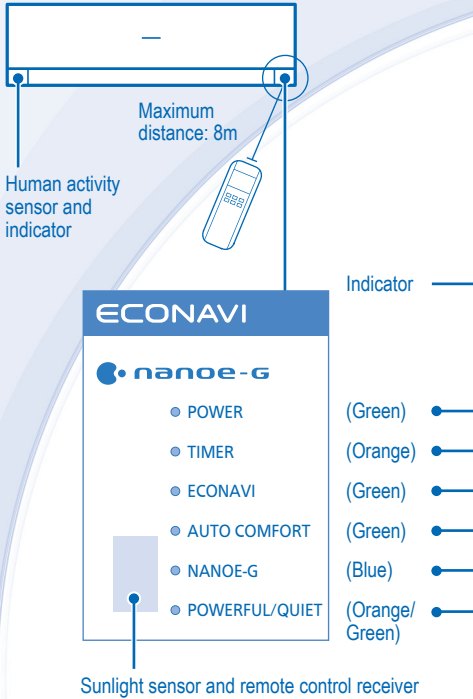 Maximum
distance: 8m
Human activity
sensor and
indicator
Indicator
ECONAVI
nanoe-G
POWER (Green)
TIMER (Orange)
ECONAVI (Green)
AUTO COMFORT (Green)
NANOE-G (Blue)
POWERFUL/QUIET (Orange/
Green)
Sunlight sensor and remote control receiver